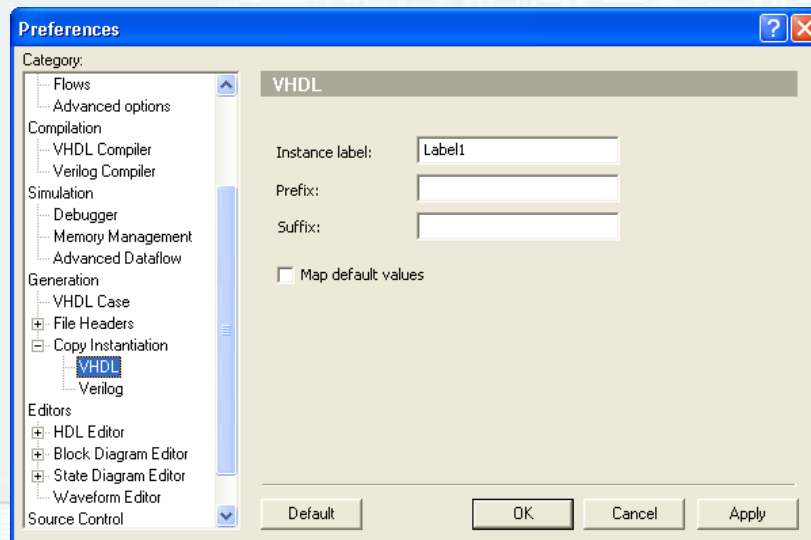 Preferences
Category:
Flows
Advanced options
Compilation
VHDL Compiler
Verilog Compiler
Simulation
Debugger
Memory Management
Advanced Dataflow
Generation
VHDL Case
File Headers
Copy Instantiation
VHDL
Verilog
Editors
HDL Editor
Block Diagram Editor
State Diagram Editor
Waveform Editor
Source Control
VHDL
Instance label: Label1
Prefix:
Suffix:
Map default values
Default OK Cancel Apply